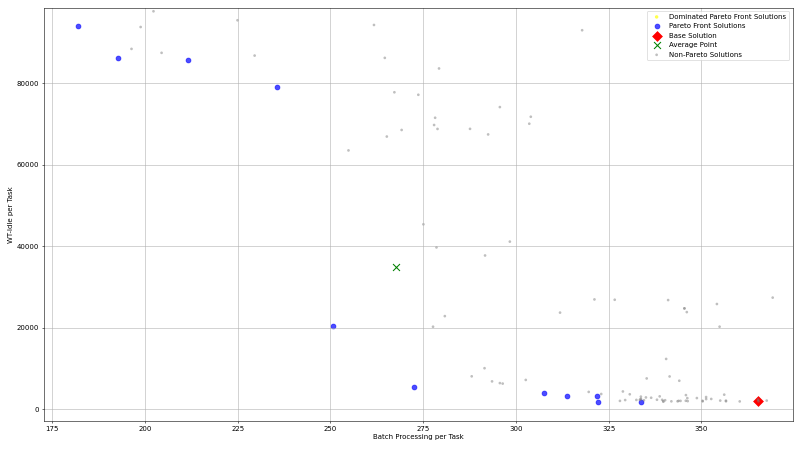 Dominated Pareto Front Solutions
Pareto Front Solutions
Base Solution
Average Point
Non-Pareto Solutions
80000
60000
40000
20000
0
WT-Idle per Task
175
200
225
250
275
300
325
350
Batch Processing per Task